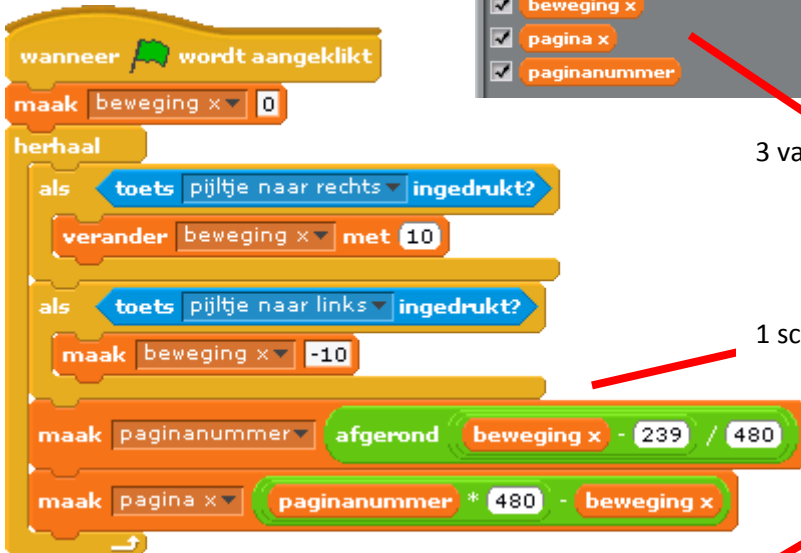 beweging x
pagina x
paginanummer
wanneer wordt aangeklikt
maak beweging x 0
herhaal
als toets pijltje naar rechts ingedrukt?
verander beweging x met 10
als toets pijltje naar links ingedrukt?
maak beweging x -10
maak paginanummer afgerond beweging x - 239 / 480
maak pagina x paginanummer * 480 - beweging x
3 va
1 sc